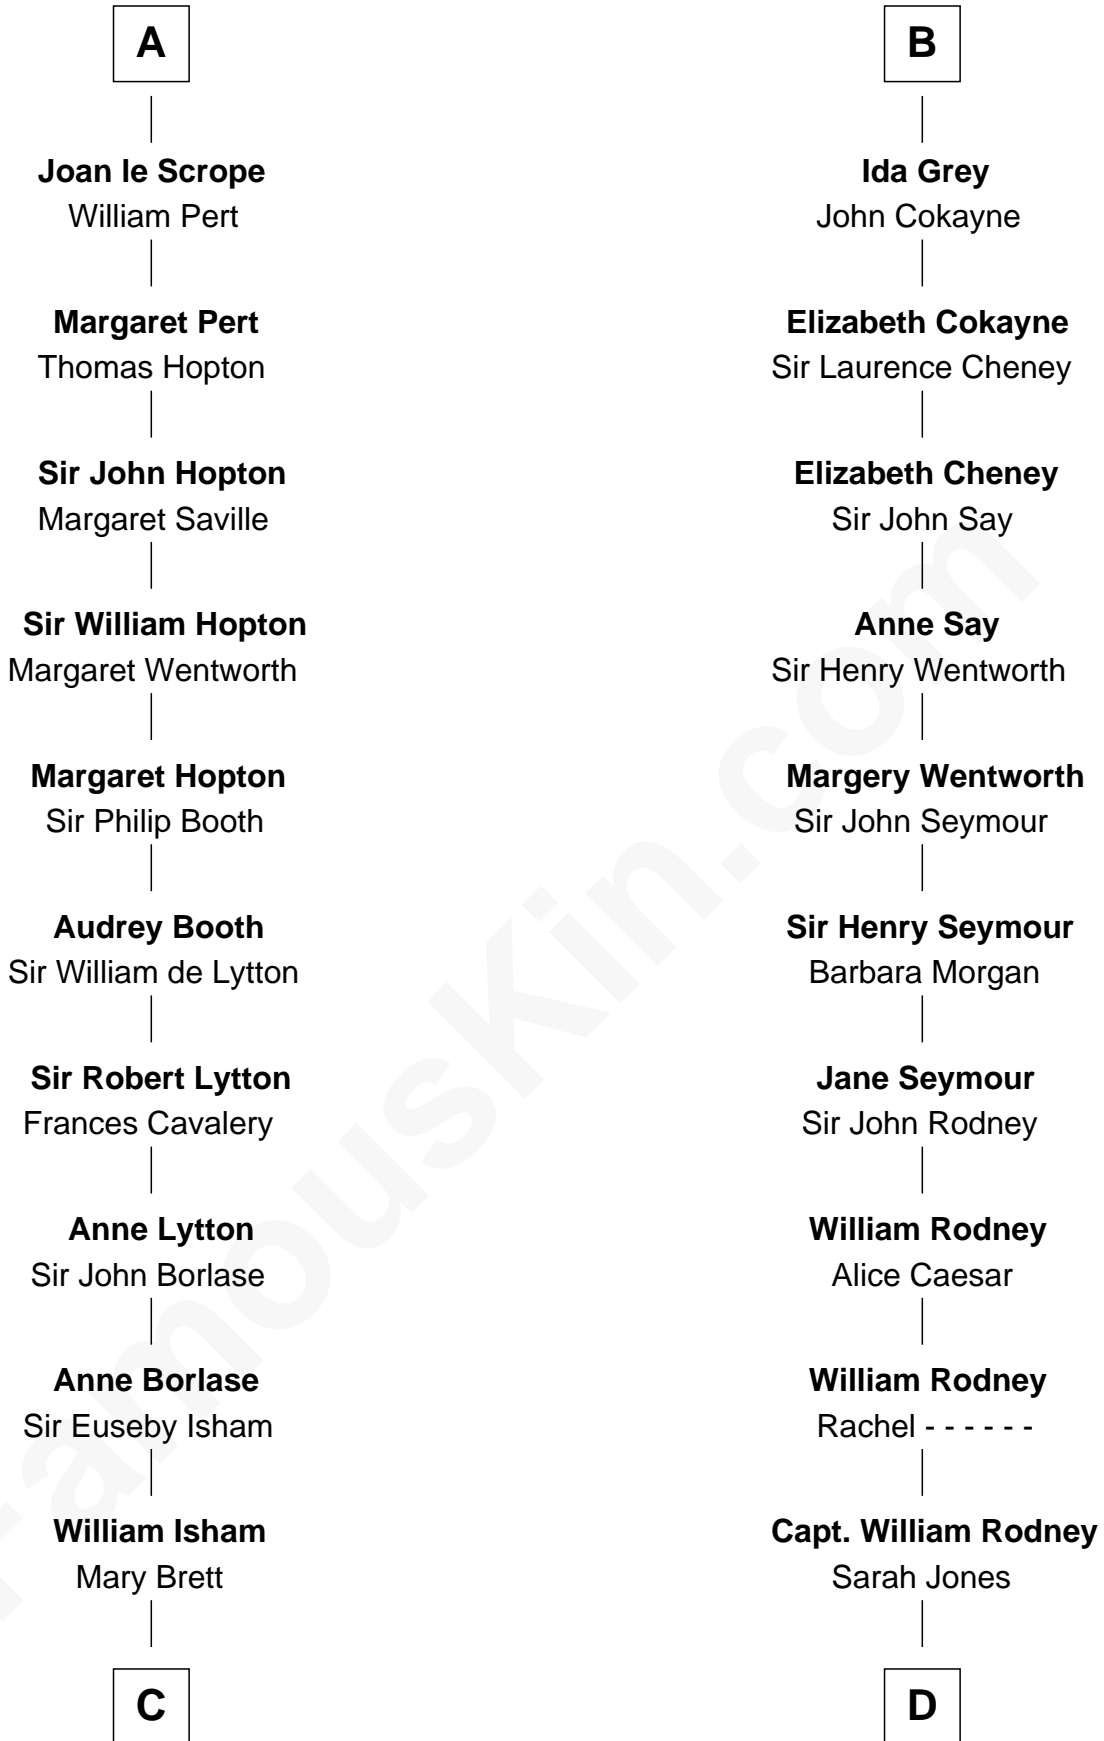 A
Joan le Scrope
William Pert
Margaret Pert
Thomas Hopton
Sir John Hopton
Margaret Saville
Sir William Hopton
Margaret Wentworth
Margaret Hopton
Sir Philip Booth
Audrey Booth
Sir William de Lytton
Sir Robert Lytton
Frances Cavalery
Anne Lytton
Sir John Borlase
Anne Borlase
Sir Euseby Isham
William Isham
Mary Brett
C
B
Ida Grey
John Cokayne
Elizabeth Cokayne
Sir Laurence Cheney
Elizabeth Cheney
Sir John Say
Anne Say
Sir Henry Wentworth
Margery Wentworth
Sir John Seymour
Sir Henry Seymour
Barbara Morgan
Jane Seymour
Sir John Rodney
William Rodney
Alice Caesar
William Rodney
Rachel - - - - - -
Capt. William Rodney
Sarah Jones
D
FamousKin.com